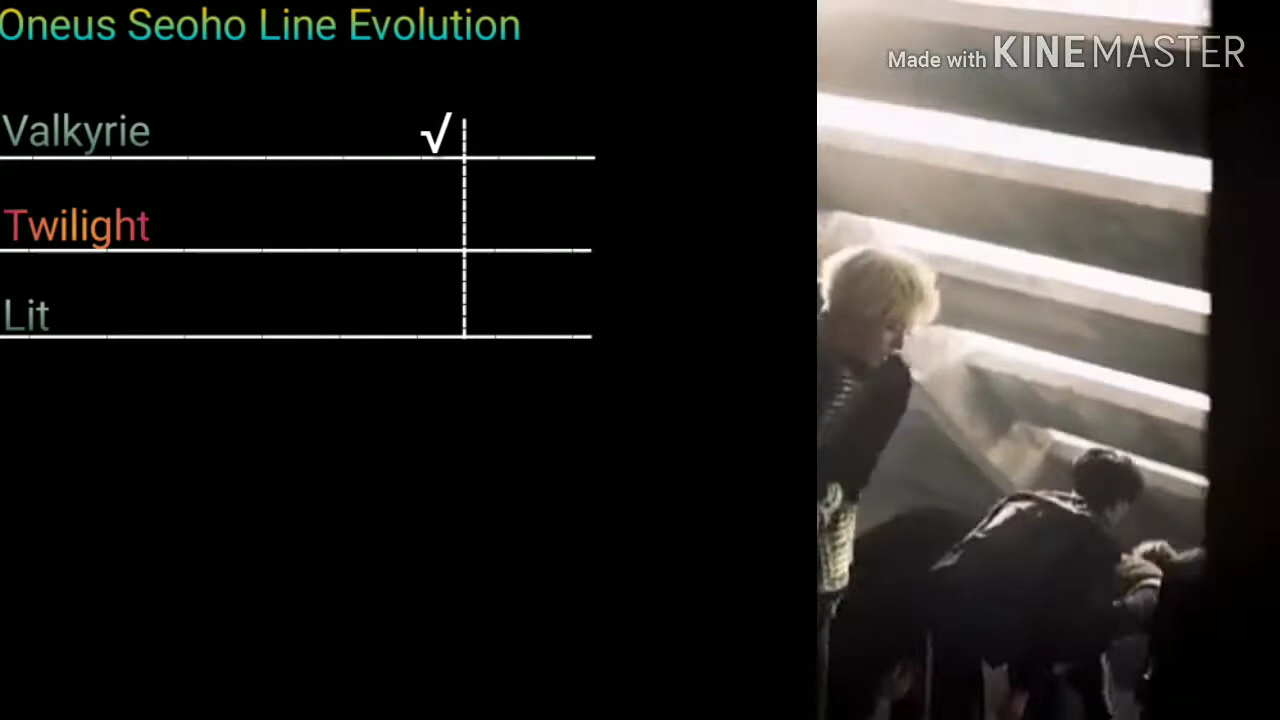 Oneus Seoho Line Evolution
Made with KINEMASTER
Valkyrie √
Twilight
Lit